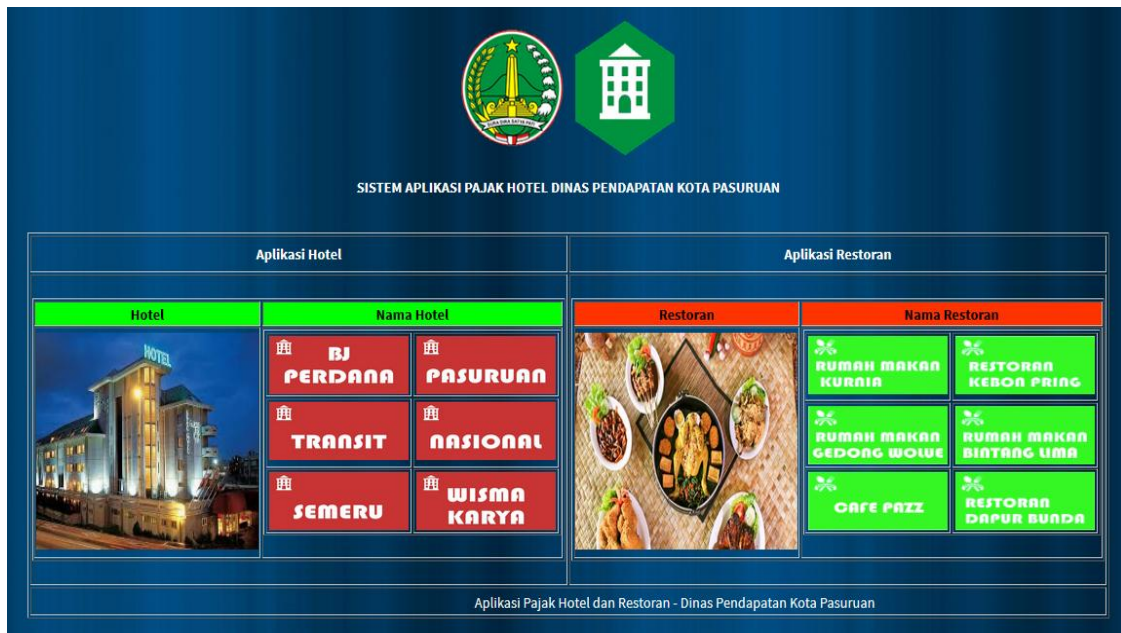 SISTEM APLIKASI PAJAK HOTEL DINAS PENDAPATAN KOTA PASURUAN
Aplikasi Hotel
Aplikasi Restoran
Hotel
Nama Hotel
Restoran
Nama Restoran
HOTEL
BJ
PERDANA
PASURUAN
TRANSIT
NASIONAL
SEMERU
WISMA
KARYA
RUMAH MAKAN
KURNIA
RESTORAN
KEBON PRING
RUMAH MAKAN
GEDONG WOLUE
RUMAH MAKAN
BINTANG LIMA
CAFE PAZZ
RESTORAN
DAPUR BUNDA
Aplikasi Pajak Hotel dan Restoran - Dinas Pendapatan Kota Pasuruan